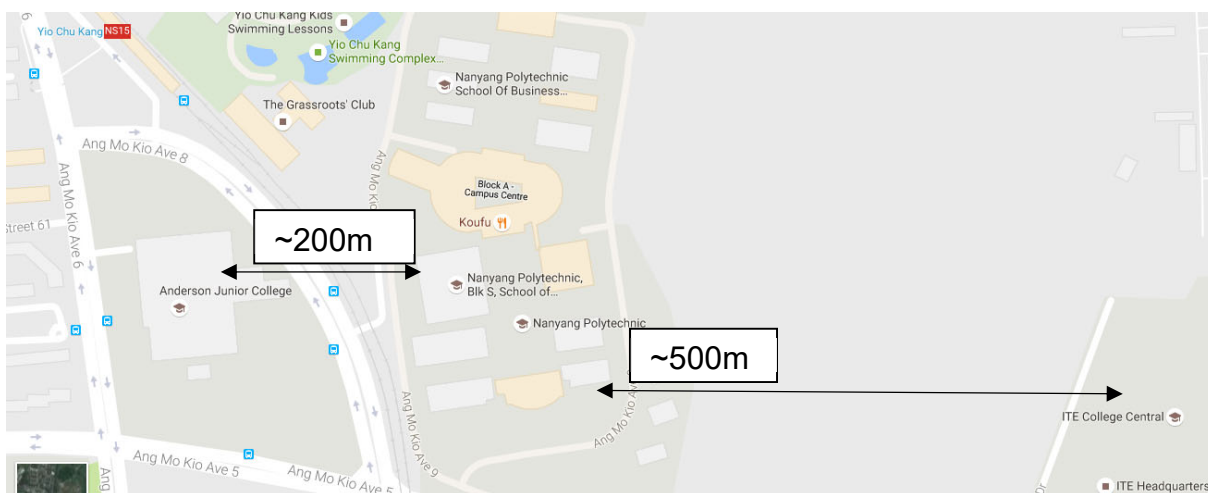 Yio Chu Kang Kids
Swimming Lessons
Yio Chu Kang NS15
Yio Chu Kang
Swimming Complex...
Nanyang Polytechnic
School Of Business...
The Grassroots' Club
Ang Mo Kio Ave 8
Ang Mo Kio Ave 6
Block A -
Campus Centre
Koufu
Street 61
~200m
Anderson Junior College
Nanyang Polytechnic,
Blk S, School of...
Nanyang Polytechnic
~500m
ITE College Central
Ang Mo Kio Ave 9
Ang Mo Kio Ave 5
Ang Mo Kio Ave 5
ITE Headquarters
Ang